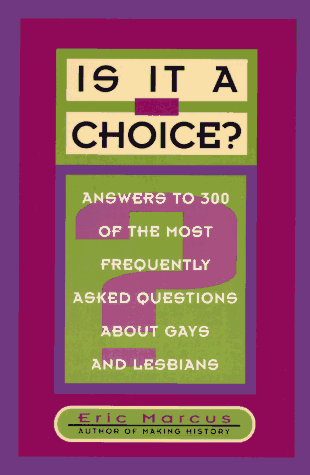 IS IT A
CHOICE?
ANSWERS TO 300
OF THE MOST
FREQUENTLY
ASKED QUESTIONS
ABOUT GAYS
AND LESBIANS
Eric Marcus
AUTHOR OF MAKING HISTORY